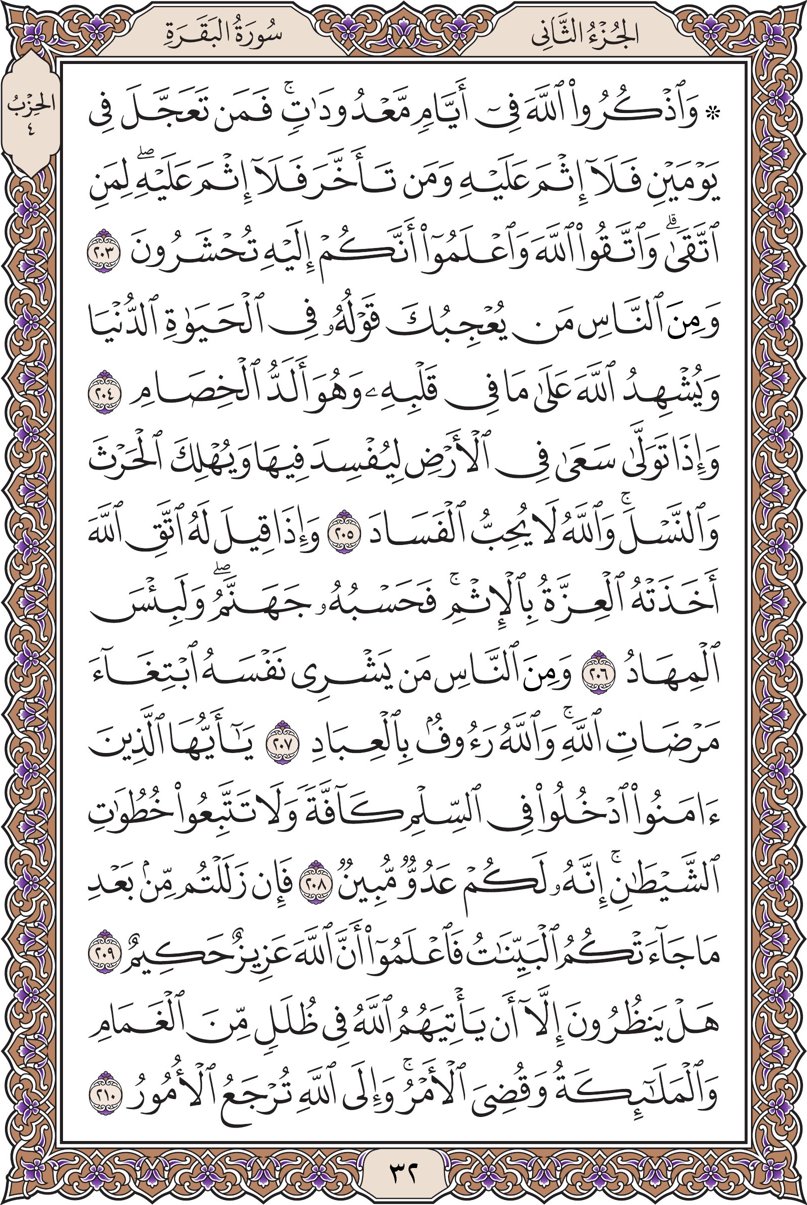 الجُزْءُ الثَّانِى
سُورَةُ البَقَرَةِ
الحِزْبُ
٤
۞ وَٱذْكُرُوا۟ ٱللَّهَ فِىٓ أَيَّامٍ مَّعْدُودَٰتٍ ۚ فَمَن تَعَجَّلَ فِى
يَوْمَيْنِ فَلَآ إِثْمَ عَلَيْهِ وَمَن تَأَخَّرَ فَلَآ إِثْمَ عَلَيْهِ ۖ لِمَنِ
ٱتَّقَىٰ ۗ وَٱتَّقُوا۟ ٱللَّهَ وَٱعْلَمُوٓا۟ أَنَّكُمْ إِلَيْهِ تُحْشَرُونَ ٢٠٣
وَمِنَ ٱلنَّاسِ مَن يُعْجِبُكَ قَوْلُهُۥ فِى ٱلْحَيَوٰةِ ٱلدُّنْيَا
وَيُشْهِدُ ٱللَّهَ عَلَىٰ مَا فِى قَلْبِهِۦ وَهُوَ أَلَدُّ ٱلْخِصَامِ ٢٠٤
وَإِذَا تَوَلَّىٰ سَعَىٰ فِى ٱلْأَرْضِ لِيُفْسِدَ فِيهَا وَيُهْلِكَ ٱلْحَرْثَ
وَٱلنَّسْلَ ۚ وَٱللَّهُ لَا يُحِبُّ ٱلْفَسَادَ ٢٠٥ وَإِذَا قِيلَ لَهُ ٱتَّقِ ٱللَّهَ
أَخَذَتْهُ ٱلْعِزَّةُ بِٱلْإِثْمِ ۚ فَحَسْبُهُۥ جَهَنَّمُ ۖ وَلَبِئْسَ
ٱلْمِهَادُ ٢٠٦ وَمِنَ ٱلنَّاسِ مَن يَشْرِى نَفْسَهُ ٱبْتِغَآءَ
مَرْضَاتِ ٱللَّهِ ۚ وَٱللَّهُ رَءُوفٌۢ بِٱلْعِبَادِ ٢٠٧ يَٰٓأَيُّهَا ٱلَّذِينَ
ءَامَنُوا۟ ٱدْخُلُوا۟ فِى ٱلسِّلْمِ كَآفَّةً وَلَا تَتَّبِعُوا۟ خُطُوَٰتِ
ٱلشَّيْطَٰنِ ۚ إِنَّهُۥ لَكُمْ عَدُوٌّ مُّبِينٌ ٢٠٨ فَإِن زَلَلْتُم مِّنۢ بَعْدِ
مَا جَآءَتْكُمُ ٱلْبَيِّنَٰتُ فَٱعْلَمُوٓا۟ أَنَّ ٱللَّهَ عَزِيزٌ حَكِيمٌ ٢٠٩
هَلْ يَنظُرُونَ إِلَّآ أَن يَأْتِيَهُمُ ٱللَّهُ فِى ظُلَلٍ مِّنَ ٱلْغَمَامِ
وَٱلْمَلَٰٓئِكَةُ وَقُضِىَ ٱلْأَمْرُ ۚ وَإِلَى ٱللَّهِ تُرْجَعُ ٱلْأُمُورُ ٢١٠
٣٢